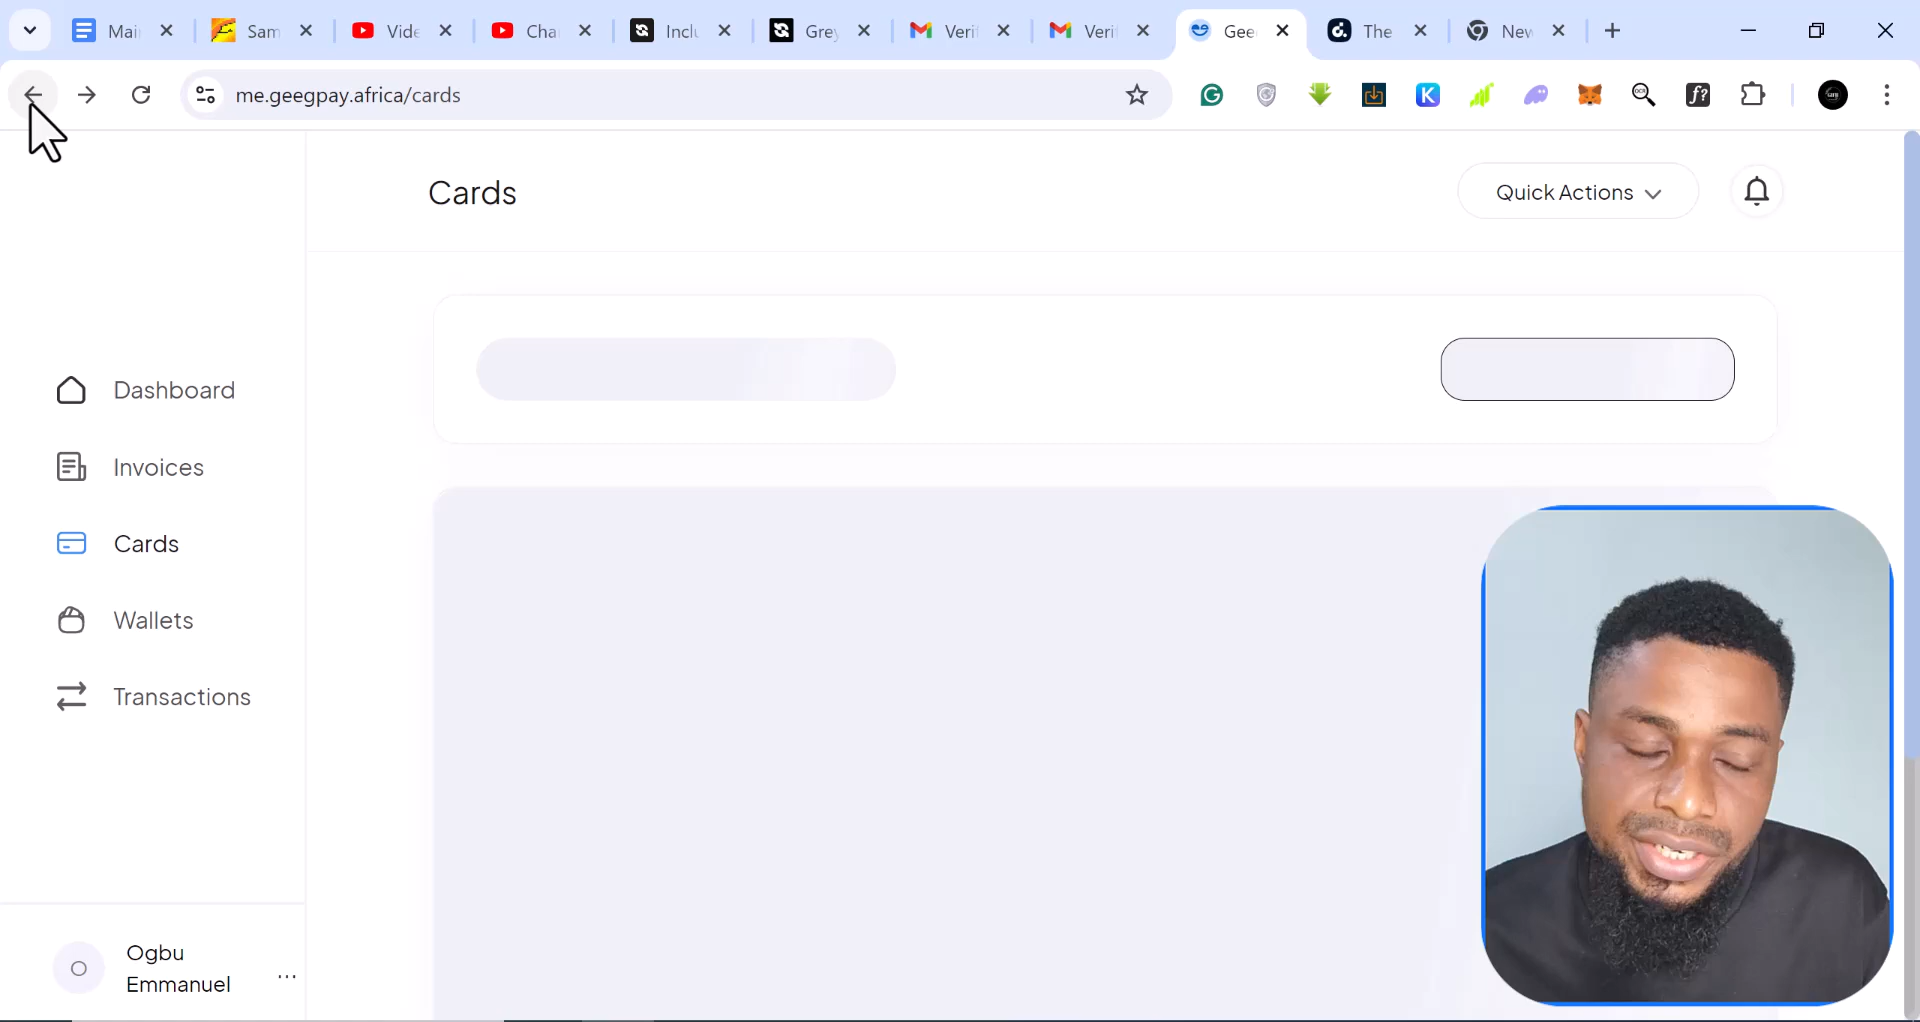 Mai
Sam
Vide
Cha
Inclu
Grey
Veri
Veri
Gee
The
New
me.geegpay.africa/cards
Cards
Quick Actions
Dashboard
Invoices
Cards
Wallets
Transactions
O
Ogbu
Emmanuel
...